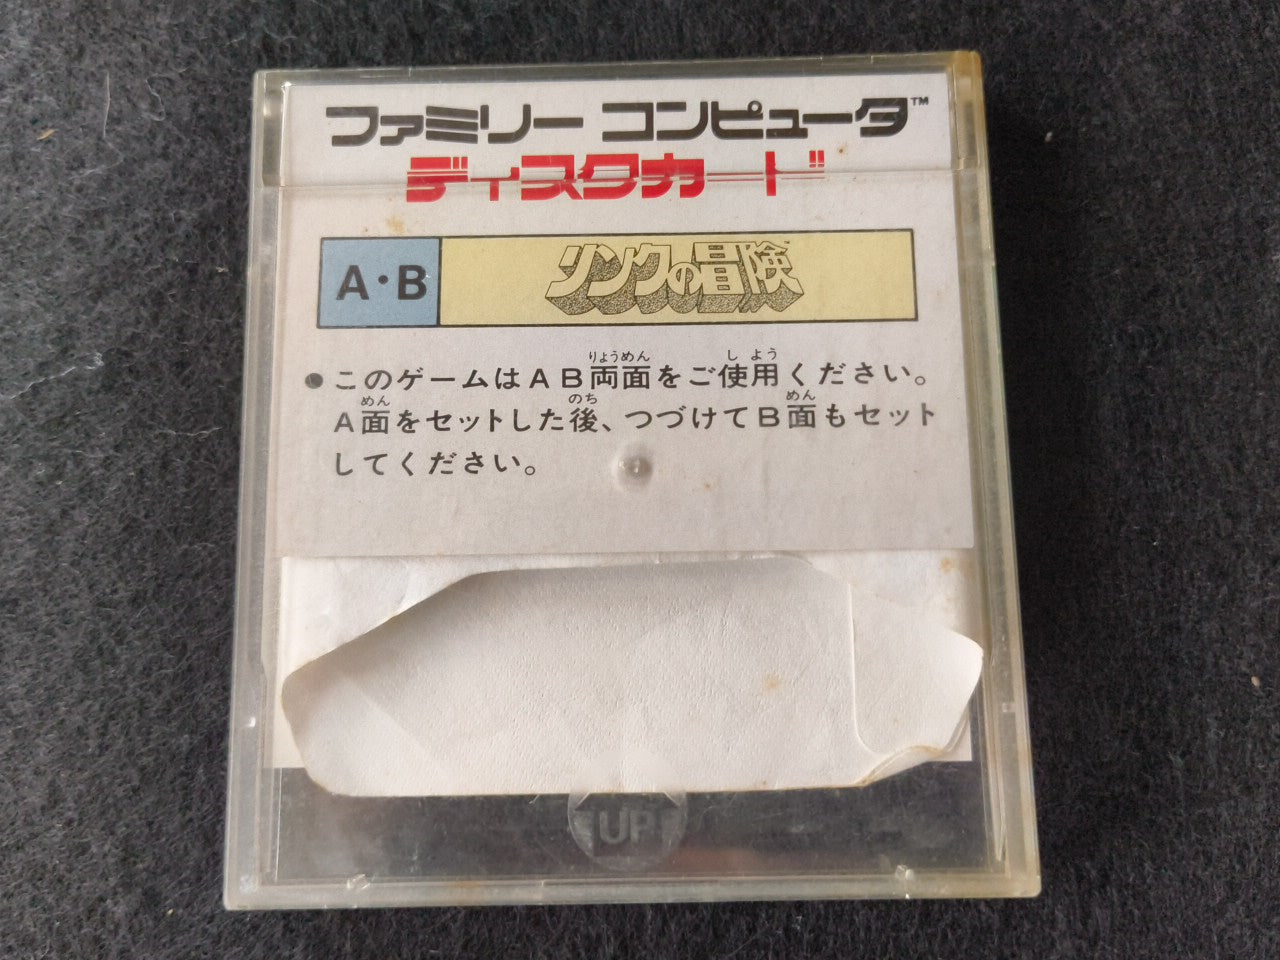 ファミリー コンピュータ™
ディスクカード
A・B リンクの冒険
りょうめん し よう
●このゲームはAB両面をご使用ください。
めん のち めん
A面をセットした後、つづけてB面もセット
してください。
UP